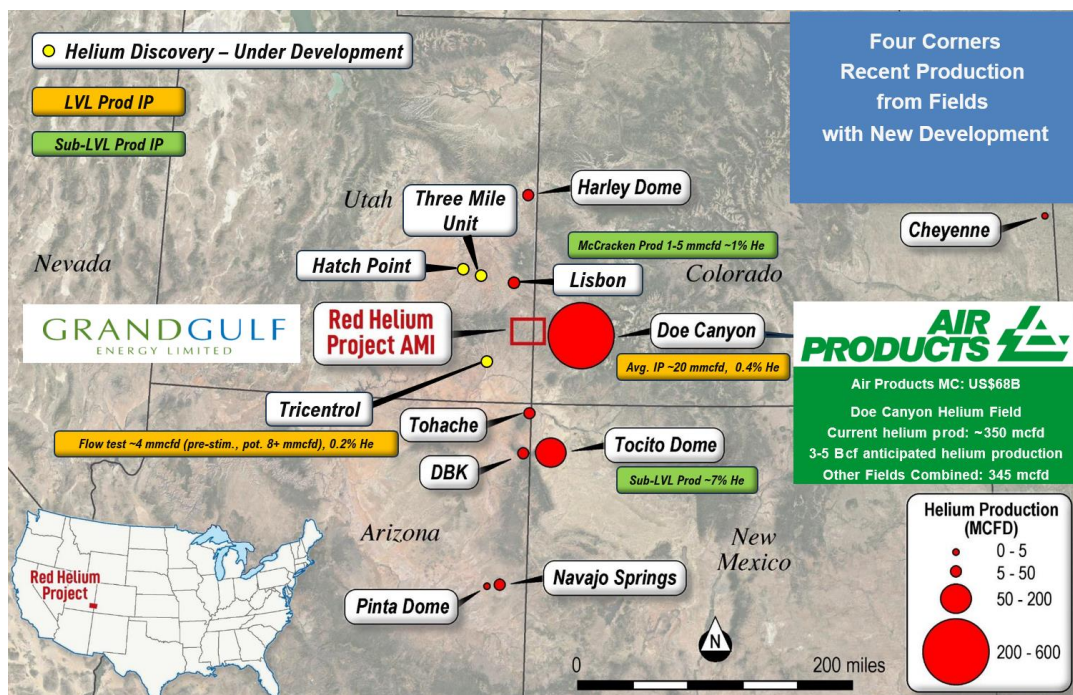 Helium Discovery – Under Development
LVL Prod IP
Sub-LVL Prod IP
Four Corners
Recent Production
from Fields
with New Development
Utah
Three Mile
Unit
Harley Dome
Cheyenne
Nevada
Hatch Point
McCracken Prod 1-5 mmcfd ~1% He
Lisbon
Colorado
GRANDGULF
ENERGY LIMITED
Red Helium
Project AMI
Doe Canyon
Avg. IP ~20 mmcfd, 0.4% He
AIR
PRODUCTS
Air Products MC: US$68B
Doe Canyon Helium Field
Current helium prod: ~350 mcfd
3-5 Bcf anticipated helium production
Other Fields Combined: 345 mcfd
Tricentrol
Flow test ~4 mmcfd (pre-stim., pot. 8+ mmcfd), 0.2% He
Tohache
DBK
Tocito Dome
Sub-LVL Prod ~7% He
Arizona
New
Mexico
Pinta Dome
Navajo Springs
Red Helium
Project
N
0 200 miles
Helium Production
(MCFD)
0 - 5
5 - 50
50 - 200
200 - 600